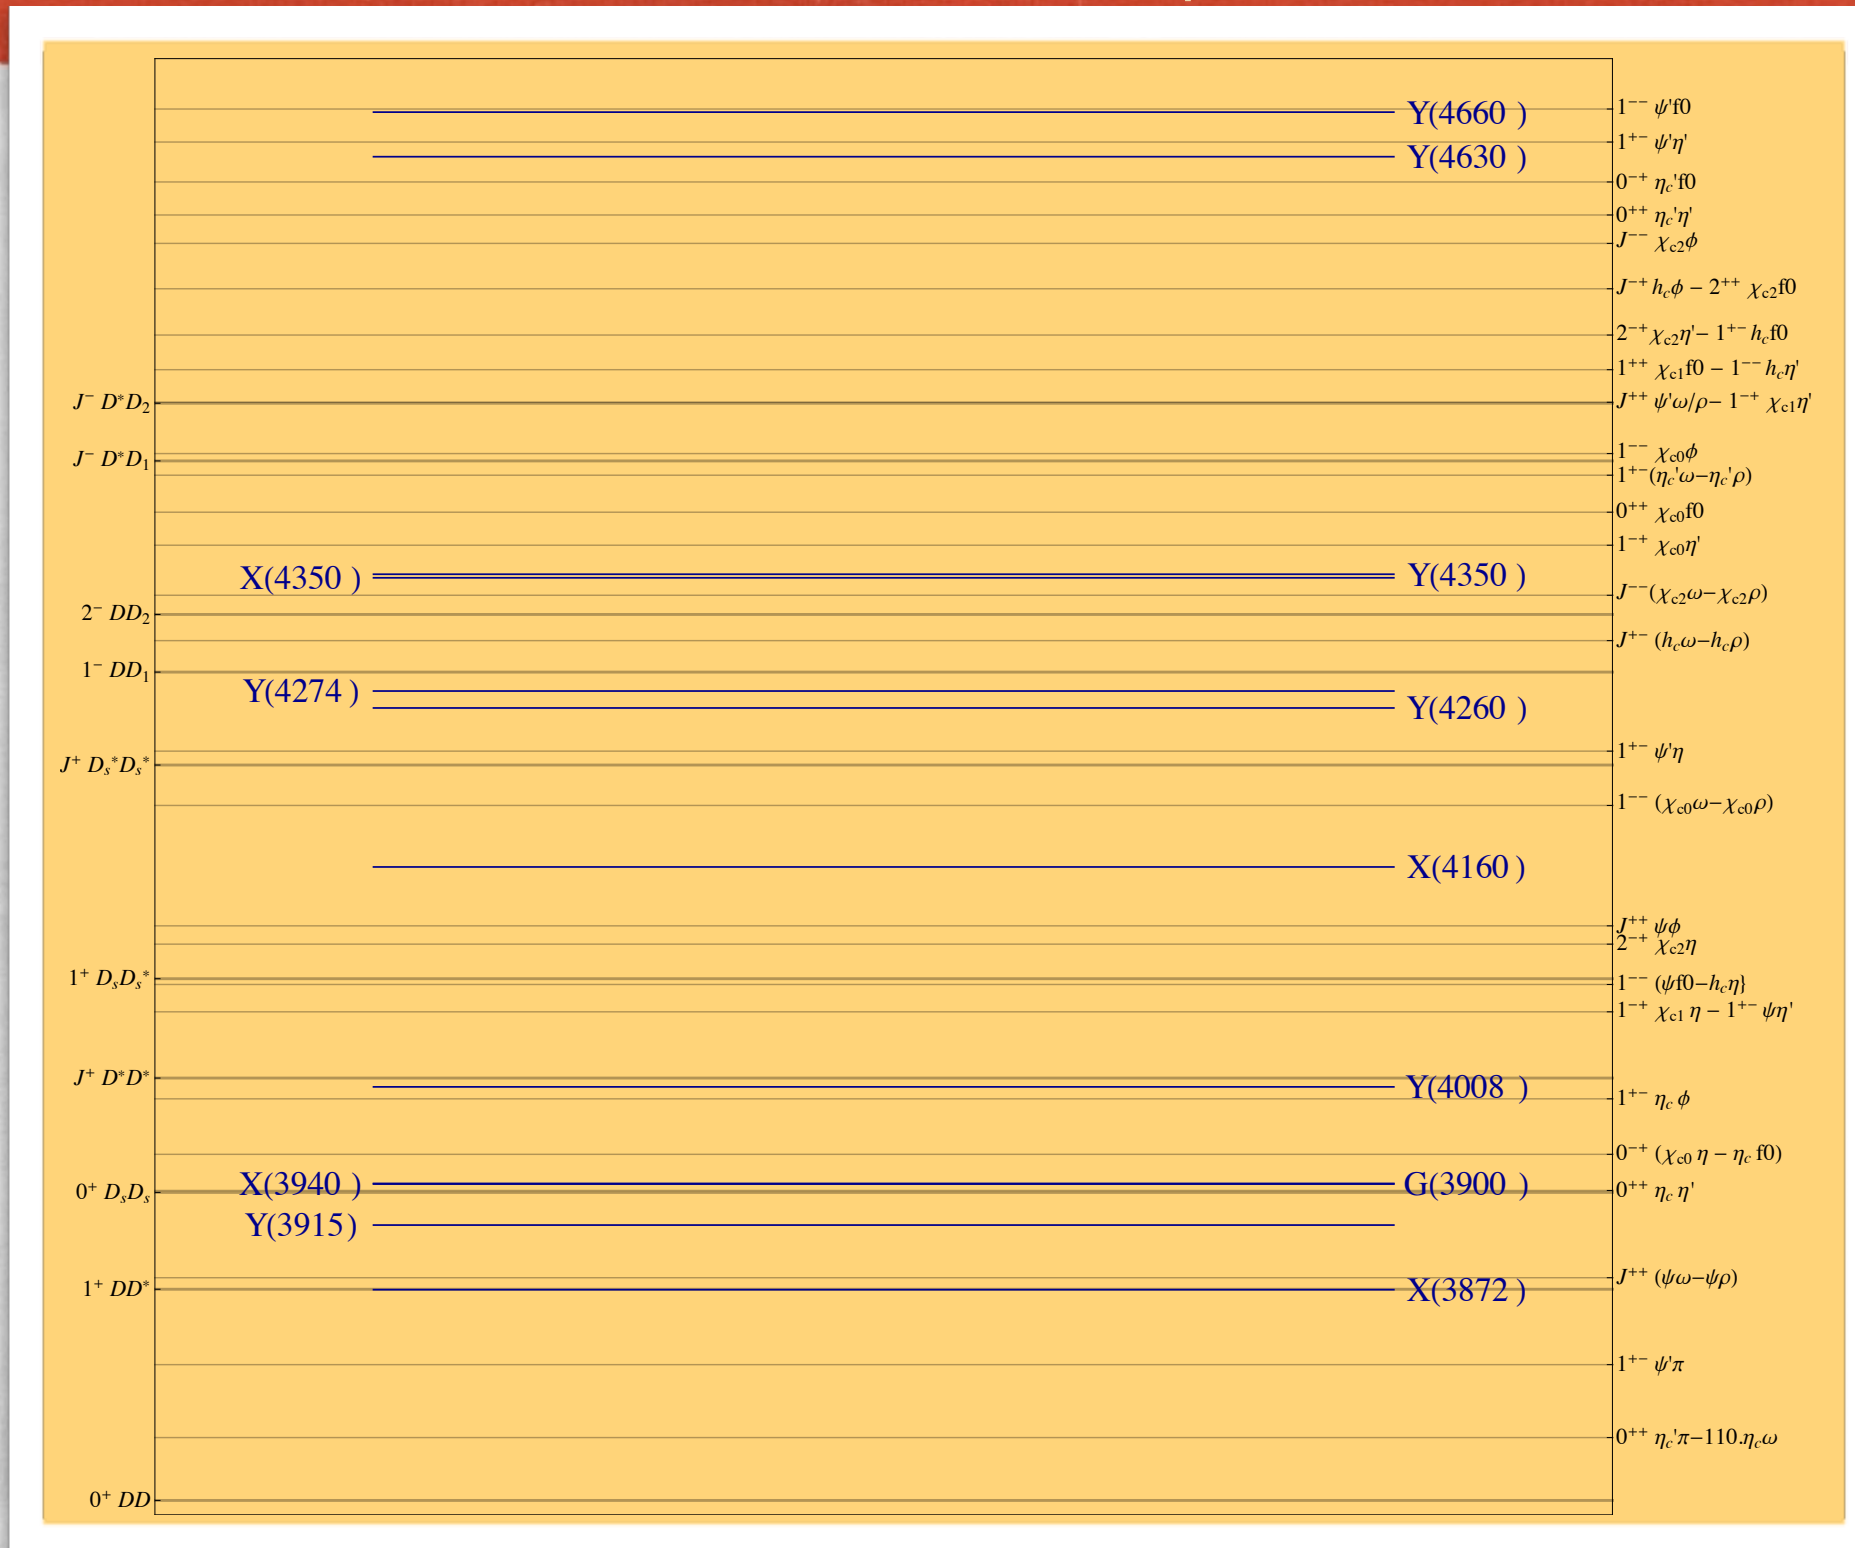 Y(4660 )
1⁻⁻ ψ'f0
1⁺⁻ ψ'η'
Y(4630 )
0⁻⁺ η_c'f0
0⁺⁺ η_c'η'
J⁻⁻ χ_c2ϕ
J⁻⁺ h_cϕ − 2⁺⁺ χ_c2f0
2⁻⁺ χ_c2η'− 1⁺⁻ h_cf0
1⁺⁺ χ_c1f0 − 1⁻⁻ h_cη'
J⁻ D*D₂
J⁺⁺ ψ'ω/ρ− 1⁻⁺ χ_c1η'
J⁻ D*D₁
1⁻⁻ χ_c0ϕ
1⁺⁻(η_c'ω−η_c'ρ)
0⁺⁺ χ_c0f0
1⁻⁺ χ_c0η'
X(4350 )
Y(4350 )
J⁻⁻(χ_c2ω−χ_c2ρ)
2⁻ DD₂
J⁺⁻ (h_cω−h_cρ)
1⁻ DD₁
Y(4274 )
Y(4260 )
1⁺⁻ ψ'η
J⁺ D_s*D_s*
1⁻⁻ (χ_c0ω−χ_c0ρ)
X(4160 )
J⁺⁺ ψϕ
2⁻⁺ χ_c2η
1⁺ D_sD_s*
1⁻⁻ (ψf0−h_cη}
1⁻⁺ χ_c1 η − 1⁺⁻ ψη'
J⁺ D*D*
Y(4008 )
1⁺⁻ η_c ϕ
0⁻⁺ (χ_c0 η − η_c f0)
X(3940 )
G(3900 )
0⁺ D_sD_s
0⁺⁺ η_c η'
Y(3915)
J⁺⁺ (ψω−ψρ)
1⁺ DD*
X(3872 )
1⁺⁻ ψ'π
0⁺⁺ η_c'π−110.η_cω
0⁺ DD